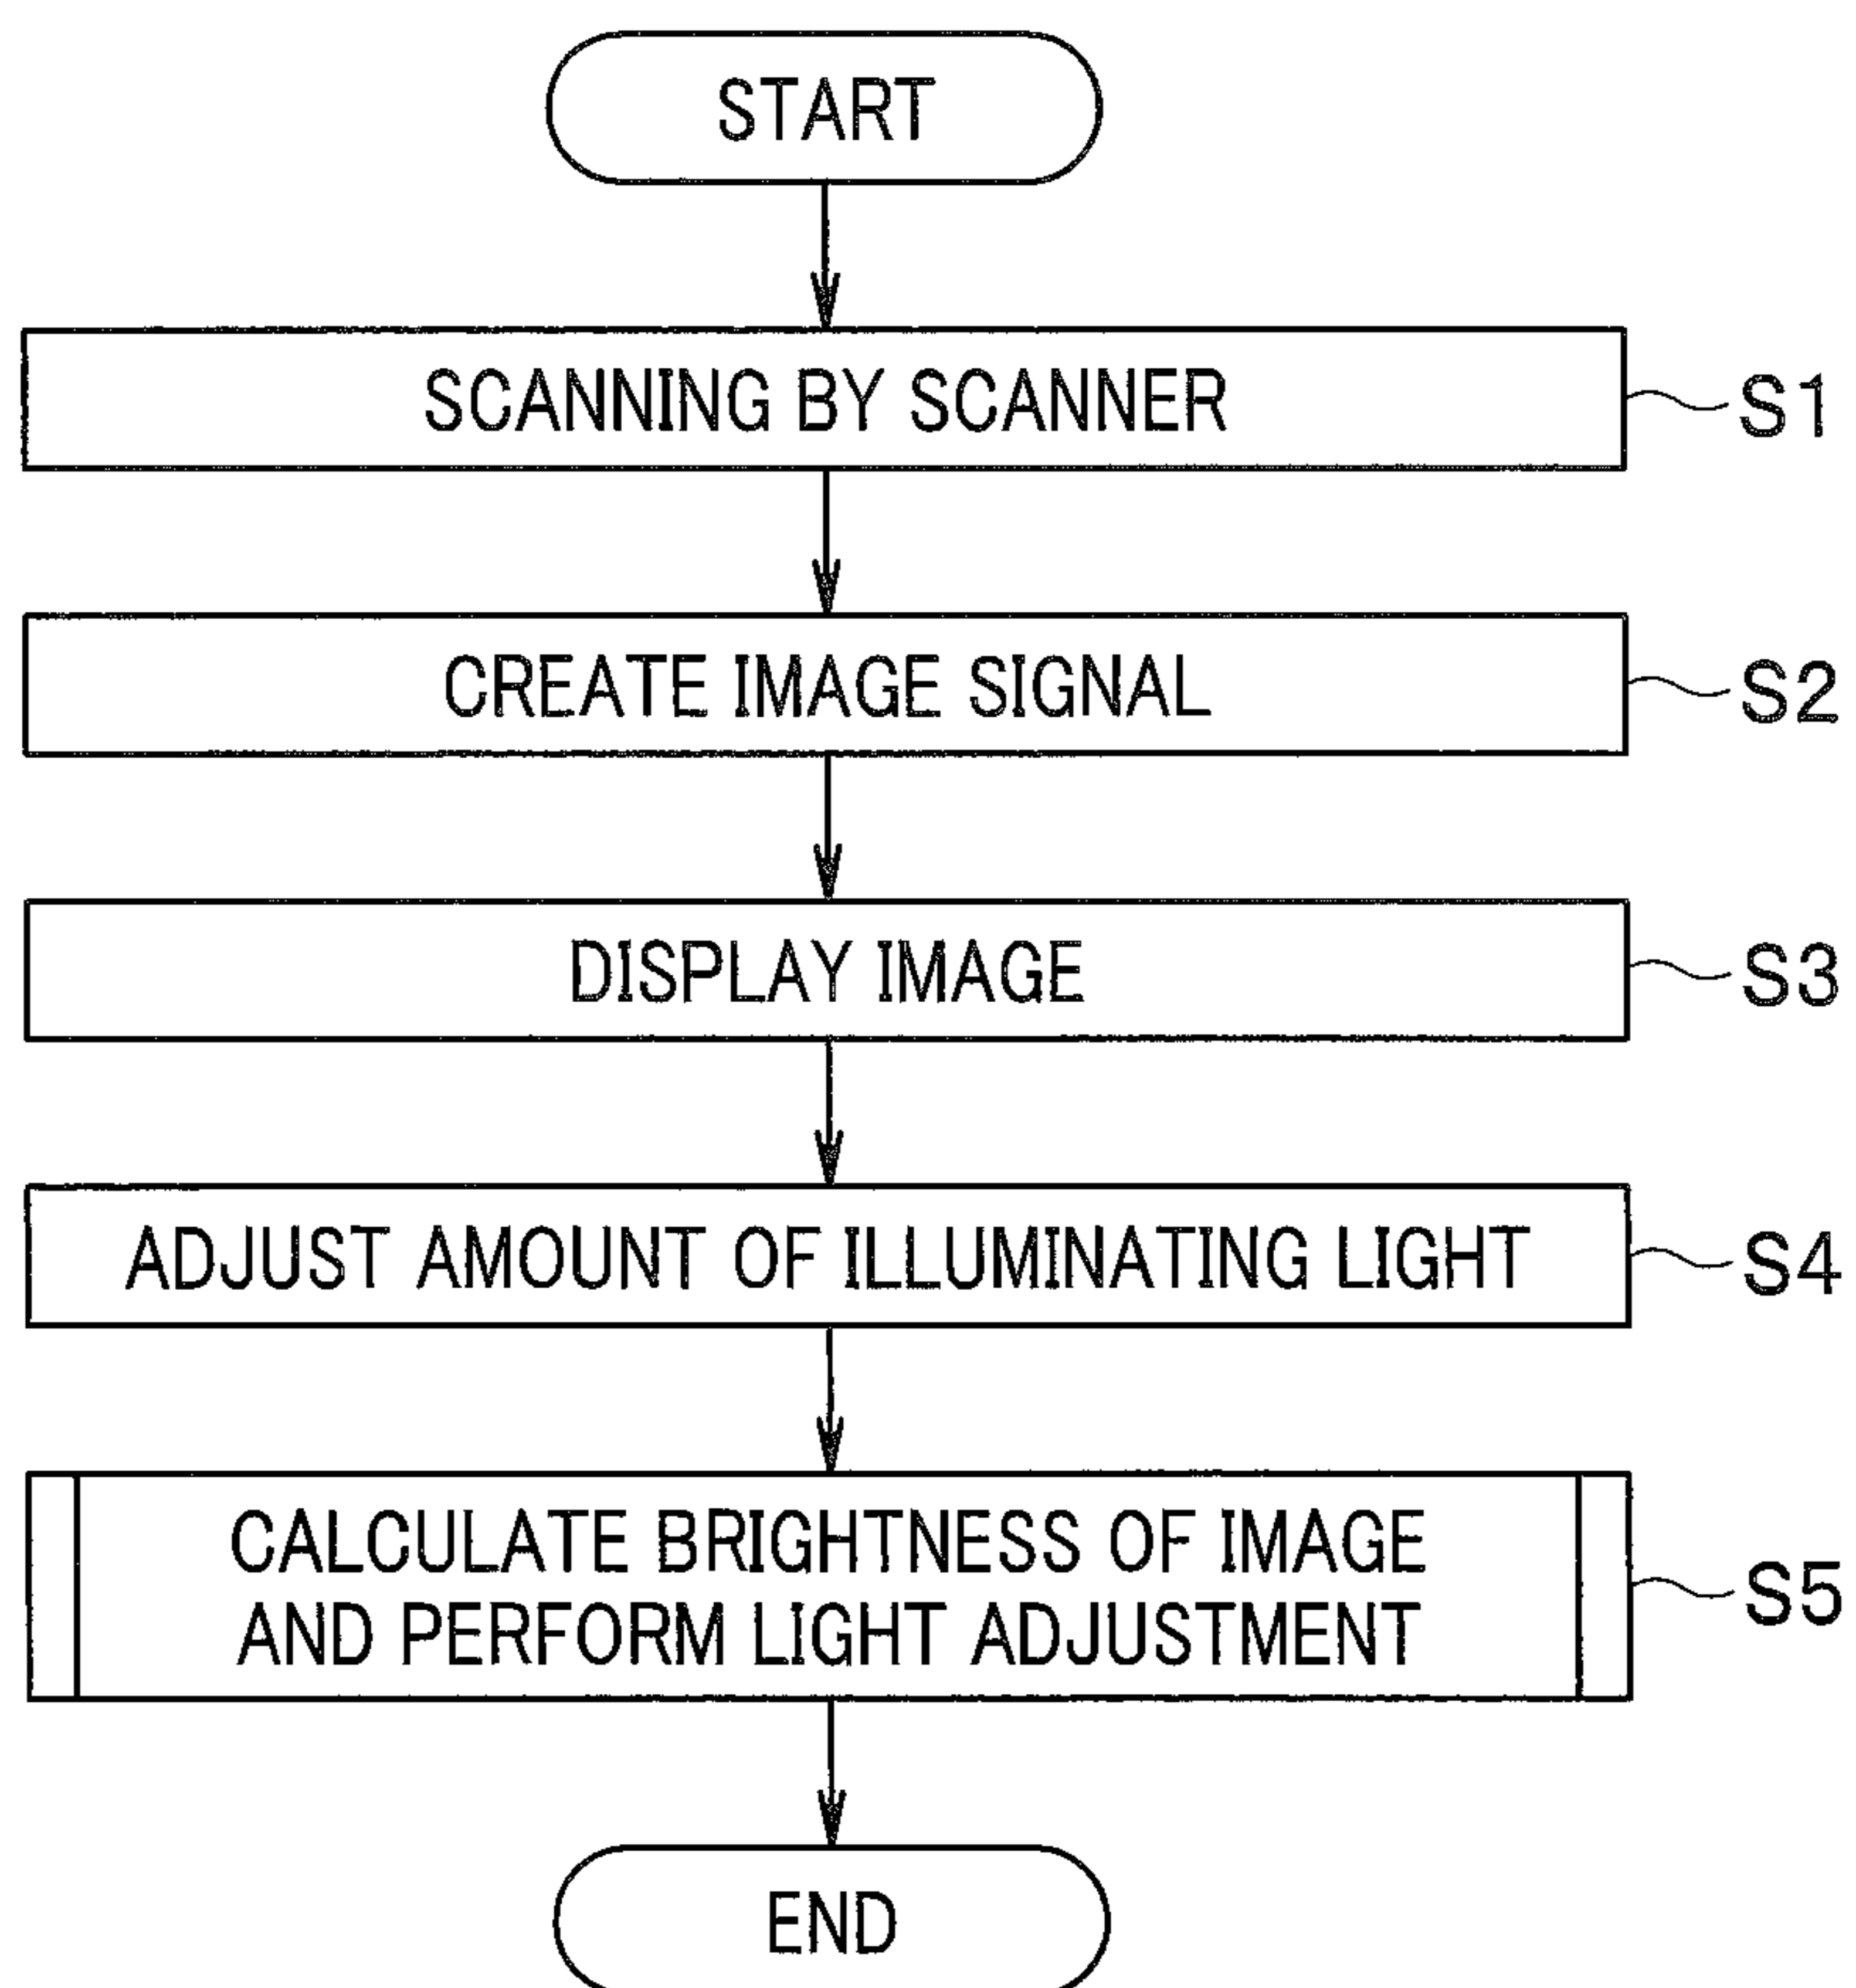 START
SCANNING BY SCANNER
S1
CREATE IMAGE SIGNAL
S2
DISPLAY IMAGE
S3
ADJUST AMOUNT OF ILLUMINATING LIGHT
S4
CALCULATE BRIGHTNESS OF IMAGE
AND PERFORM LIGHT ADJUSTMENT
S5
END